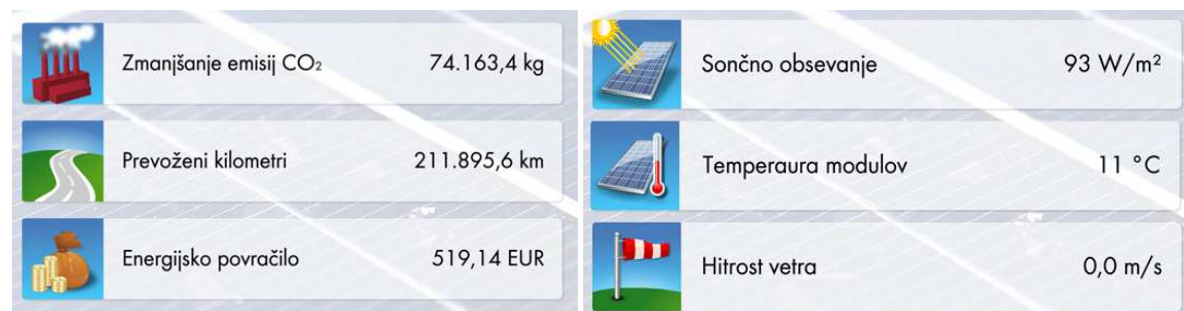 Zmanjšanje emisij CO₂ 74.163,4 kg
Prevoženi kilometri 211.895,6 km
Energijsko povračilo 519,14 EUR
Sončno obsevanje 93 W/m²
Temperaura modulov 11 °C
Hitrost vetra 0,0 m/s